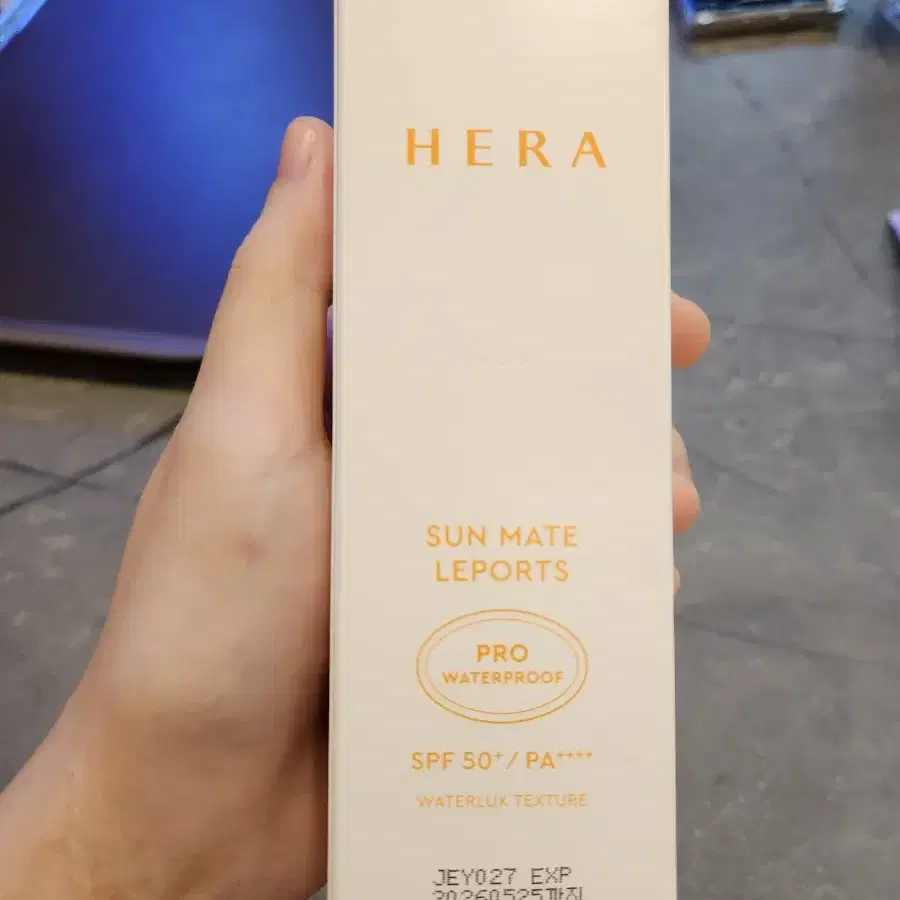 HERA
SUN MATE
LEPORTS
PRO
WATERPROOF
SPF 50+ / PA++++
WATERLUX TEXTURE
JEY027 EXP
20260525까지